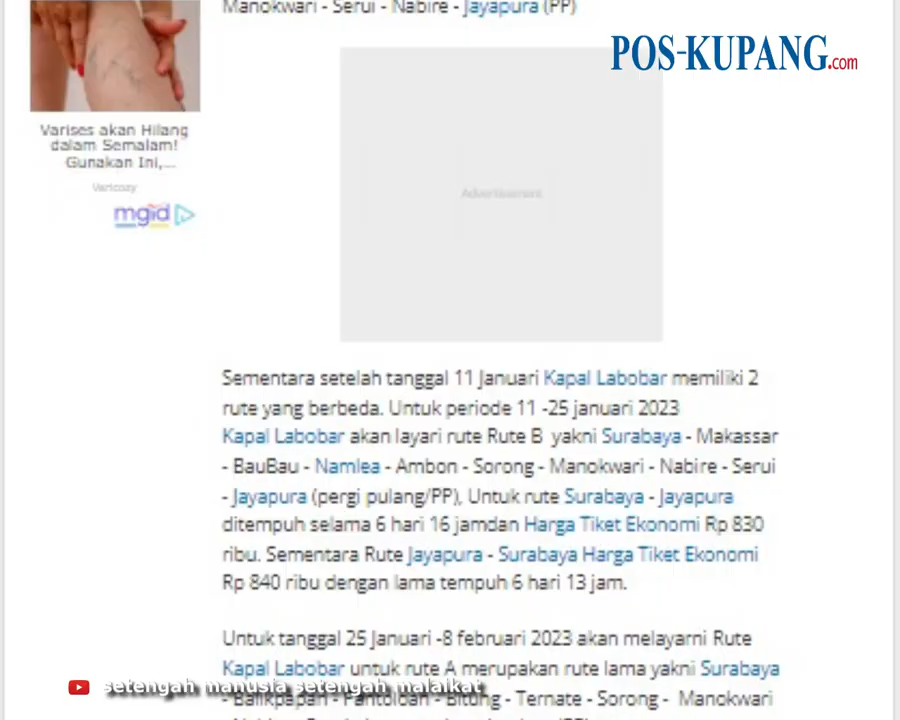 Manokwari - Serui - Nabire - Jayapura (PP)
POS-KUPANG.com
Varises akan Hilang
dalam Semalam!
Gunakan Ini,...
Varicozy
mgid
Advertisement
Sementara setelah tanggal 11 Januari Kapal Labobar memiliki 2
rute yang berbeda. Untuk periode 11 -25 januari 2023
Kapal Labobar akan layari rute Rute B yakni Surabaya - Makassar
- BauBau - Namlea - Ambon - Sorong - Manokwari - Nabire - Serui
- Jayapura (pergi pulang/PP), Untuk rute Surabaya - Jayapura
ditempuh selama 6 hari 16 jamdan Harga Tiket Ekonomi Rp 830
ribu. Sementara Rute Jayapura - Surabaya Harga Tiket Ekonomi
Rp 840 ribu dengan lama tempuh 6 hari 13 jam.
Untuk tanggal 25 Januari -8 februari 2023 akan melayarni Rute
Kapal Labobar untuk rute A merupakan rute lama yakni Surabaya
setengah manusia setengah malaikat
- Balikpapan - Pantoloan - Bitung - Ternate - Sorong - Manokwari